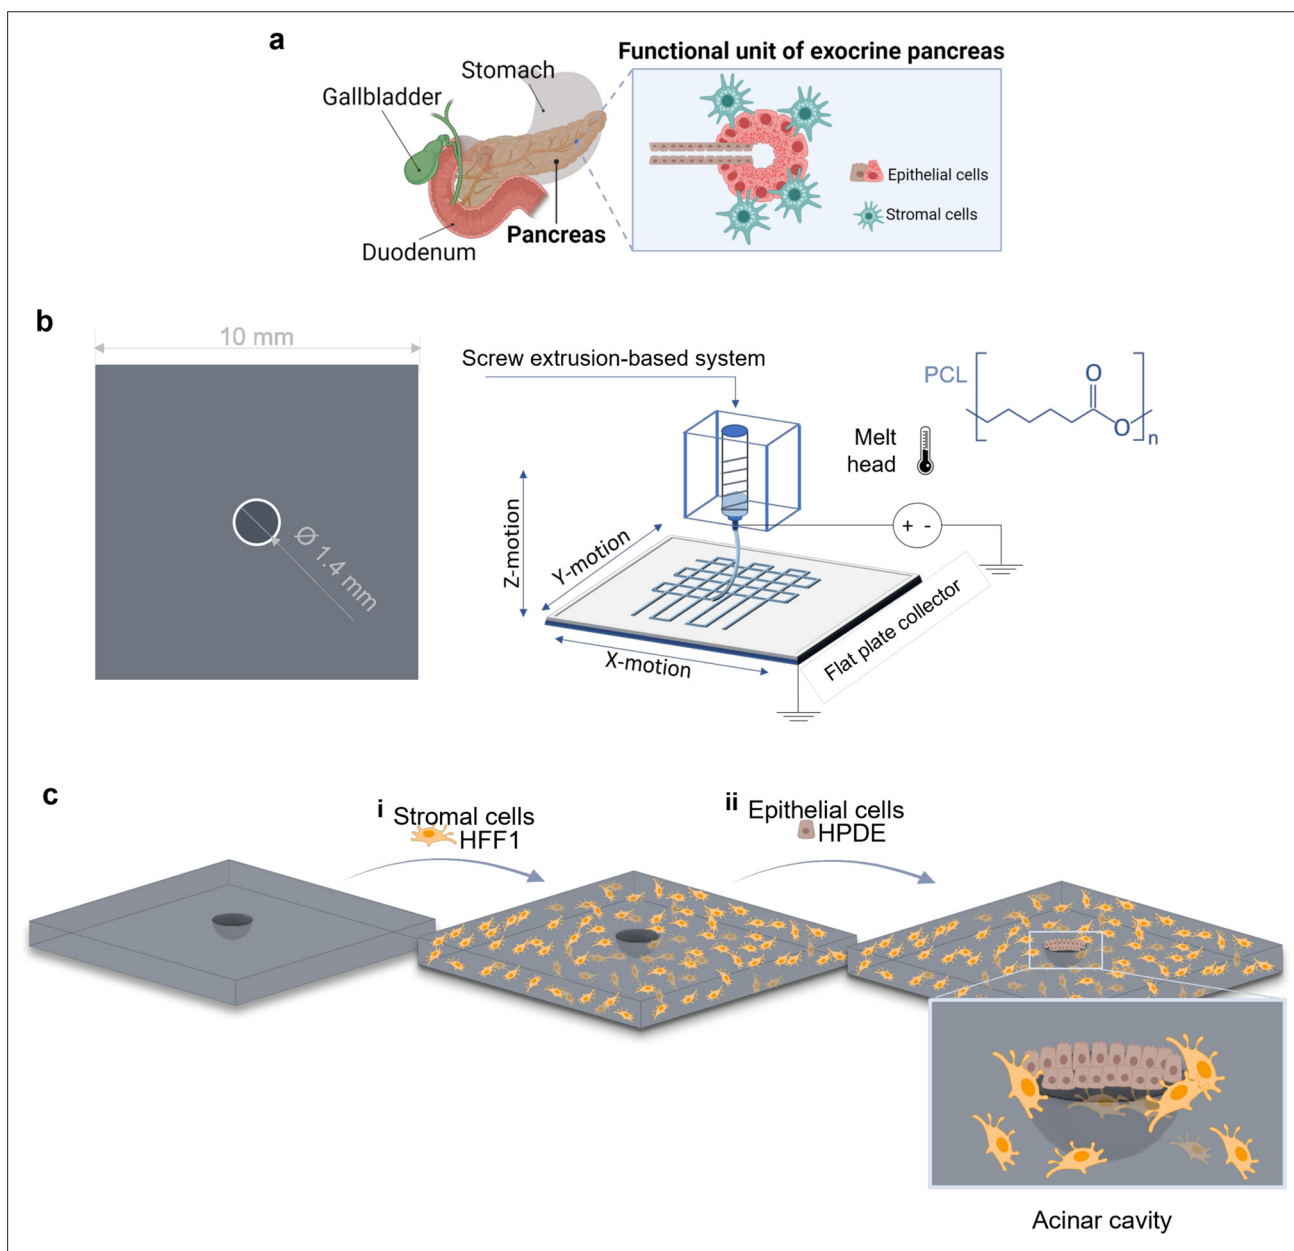 a
Functional unit of exocrine pancreas
Stomach
Gallbladder
Epithelial cells
Stromal cells
Pancreas
Duodenum
b
10 mm
Ø 1.4 mm
Screw extrusion-based system
PCL
O
O
n
Melt
head
+ -
Z-motion
Y-motion
X-motion
Flat plate collector
c
i
Stromal cells
HFF1
ii
Epithelial cells
HPDE
Acinar cavity